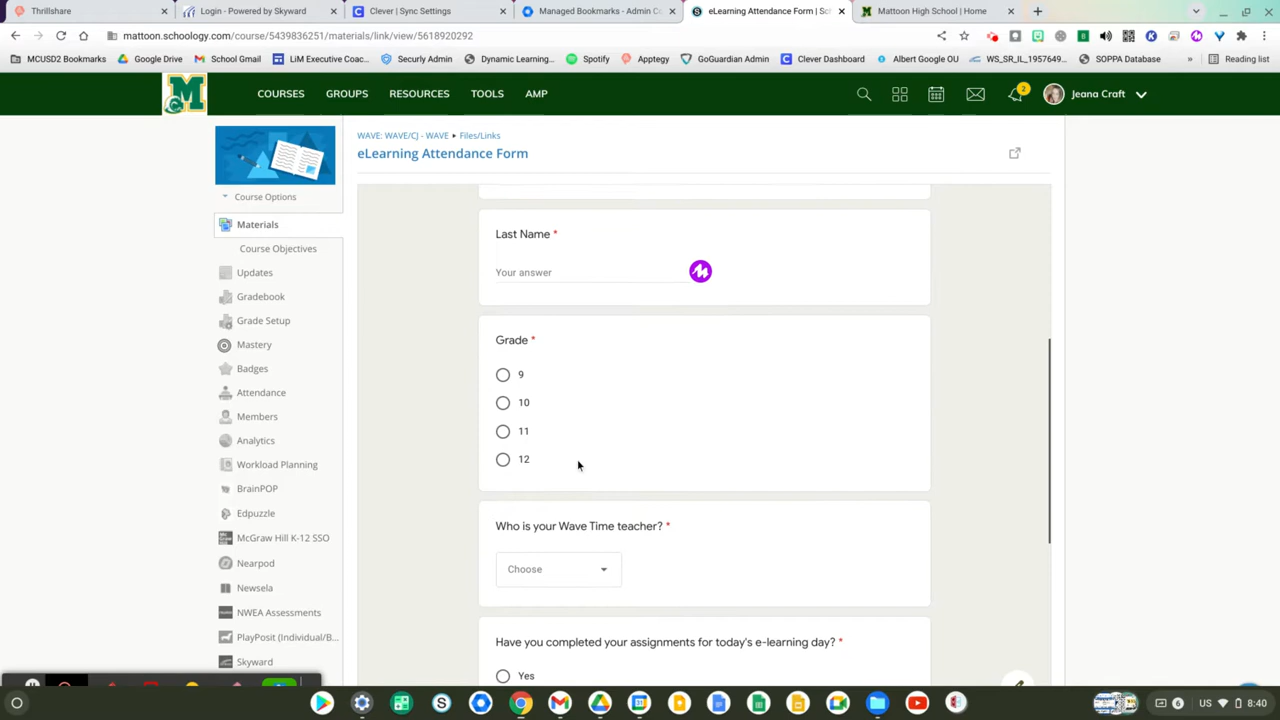 Thrillshare
Login - Powered by Skyward
Clever | Sync Settings
Managed Bookmarks - Admin C
eLearning Attendance Form | Sc
Mattoon High School | Home
mattoon.schoology.com/course/5439836251/materials/link/view/5618920292
MCUSD2 Bookmarks
Google Drive
School Gmail
LiM Executive Coac...
Securly Admin
Dynamic Learning...
Spotify
Apptegy
GoGuardian Admin
Clever Dashboard
Albert Google OU
WS_SR_IL_1957649...
SOPPA Database
»
Reading list
COURSES
GROUPS
RESOURCES
TOOLS
AMP
2
Jeana Craft
WAVE: WAVE/CJ - WAVE ▸ Files/Links
eLearning Attendance Form
Course Options
Materials
Course Objectives
Updates
Gradebook
Grade Setup
Mastery
Badges
Attendance
Members
Analytics
Workload Planning
BrainPOP
Edpuzzle
McGraw Hill K-12 SSO
Nearpod
Newsela
NWEA Assessments
PlayPosit (Individual/B...
Skyward
Last Name *
Your answer
Grade *
9
10
11
12
Who is your Wave Time teacher? *
Choose
Have you completed your assignments for today's e-learning day? *
Yes
6
US
8:40